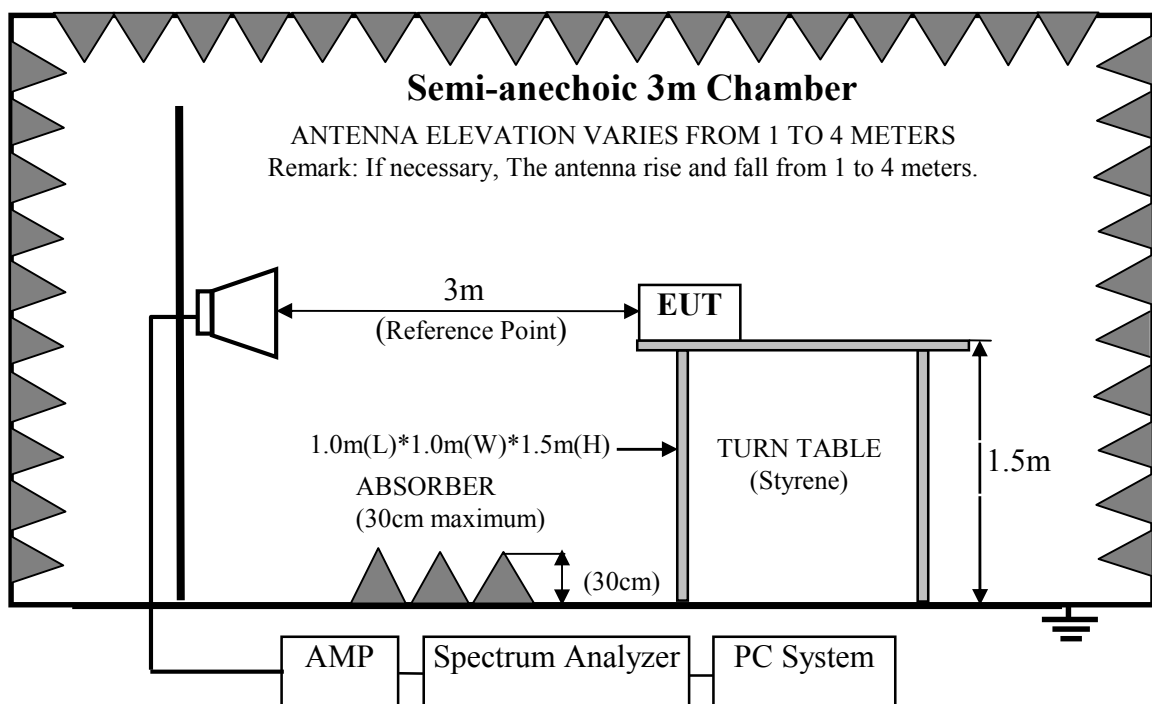 Semi-anechoic 3m Chamber
ANTENNA ELEVATION VARIES FROM 1 TO 4 METERS
Remark: If necessary, The antenna rise and fall from 1 to 4 meters.
3m
(Reference Point)
EUT
1.0m(L)*1.0m(W)*1.5m(H)
TURN TABLE
(Styrene)
1.5m
ABSORBER
(30cm maximum)
(30cm)
AMP
Spectrum Analyzer
PC System